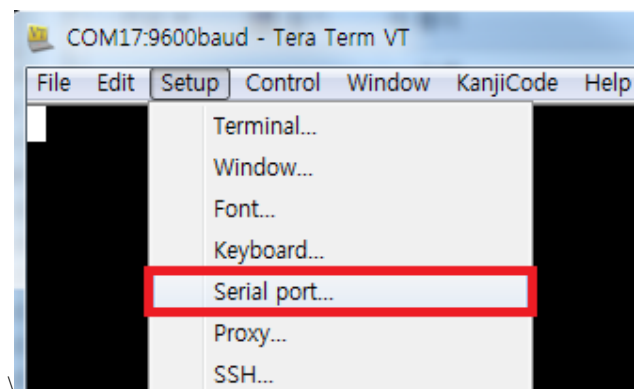 COM17:9600baud - Tera Term VT
File Edit Setup Control Window KanjiCode Help
Terminal...
Window...
Font...
Keyboard...
Serial port...
Proxy...
\
SSH...